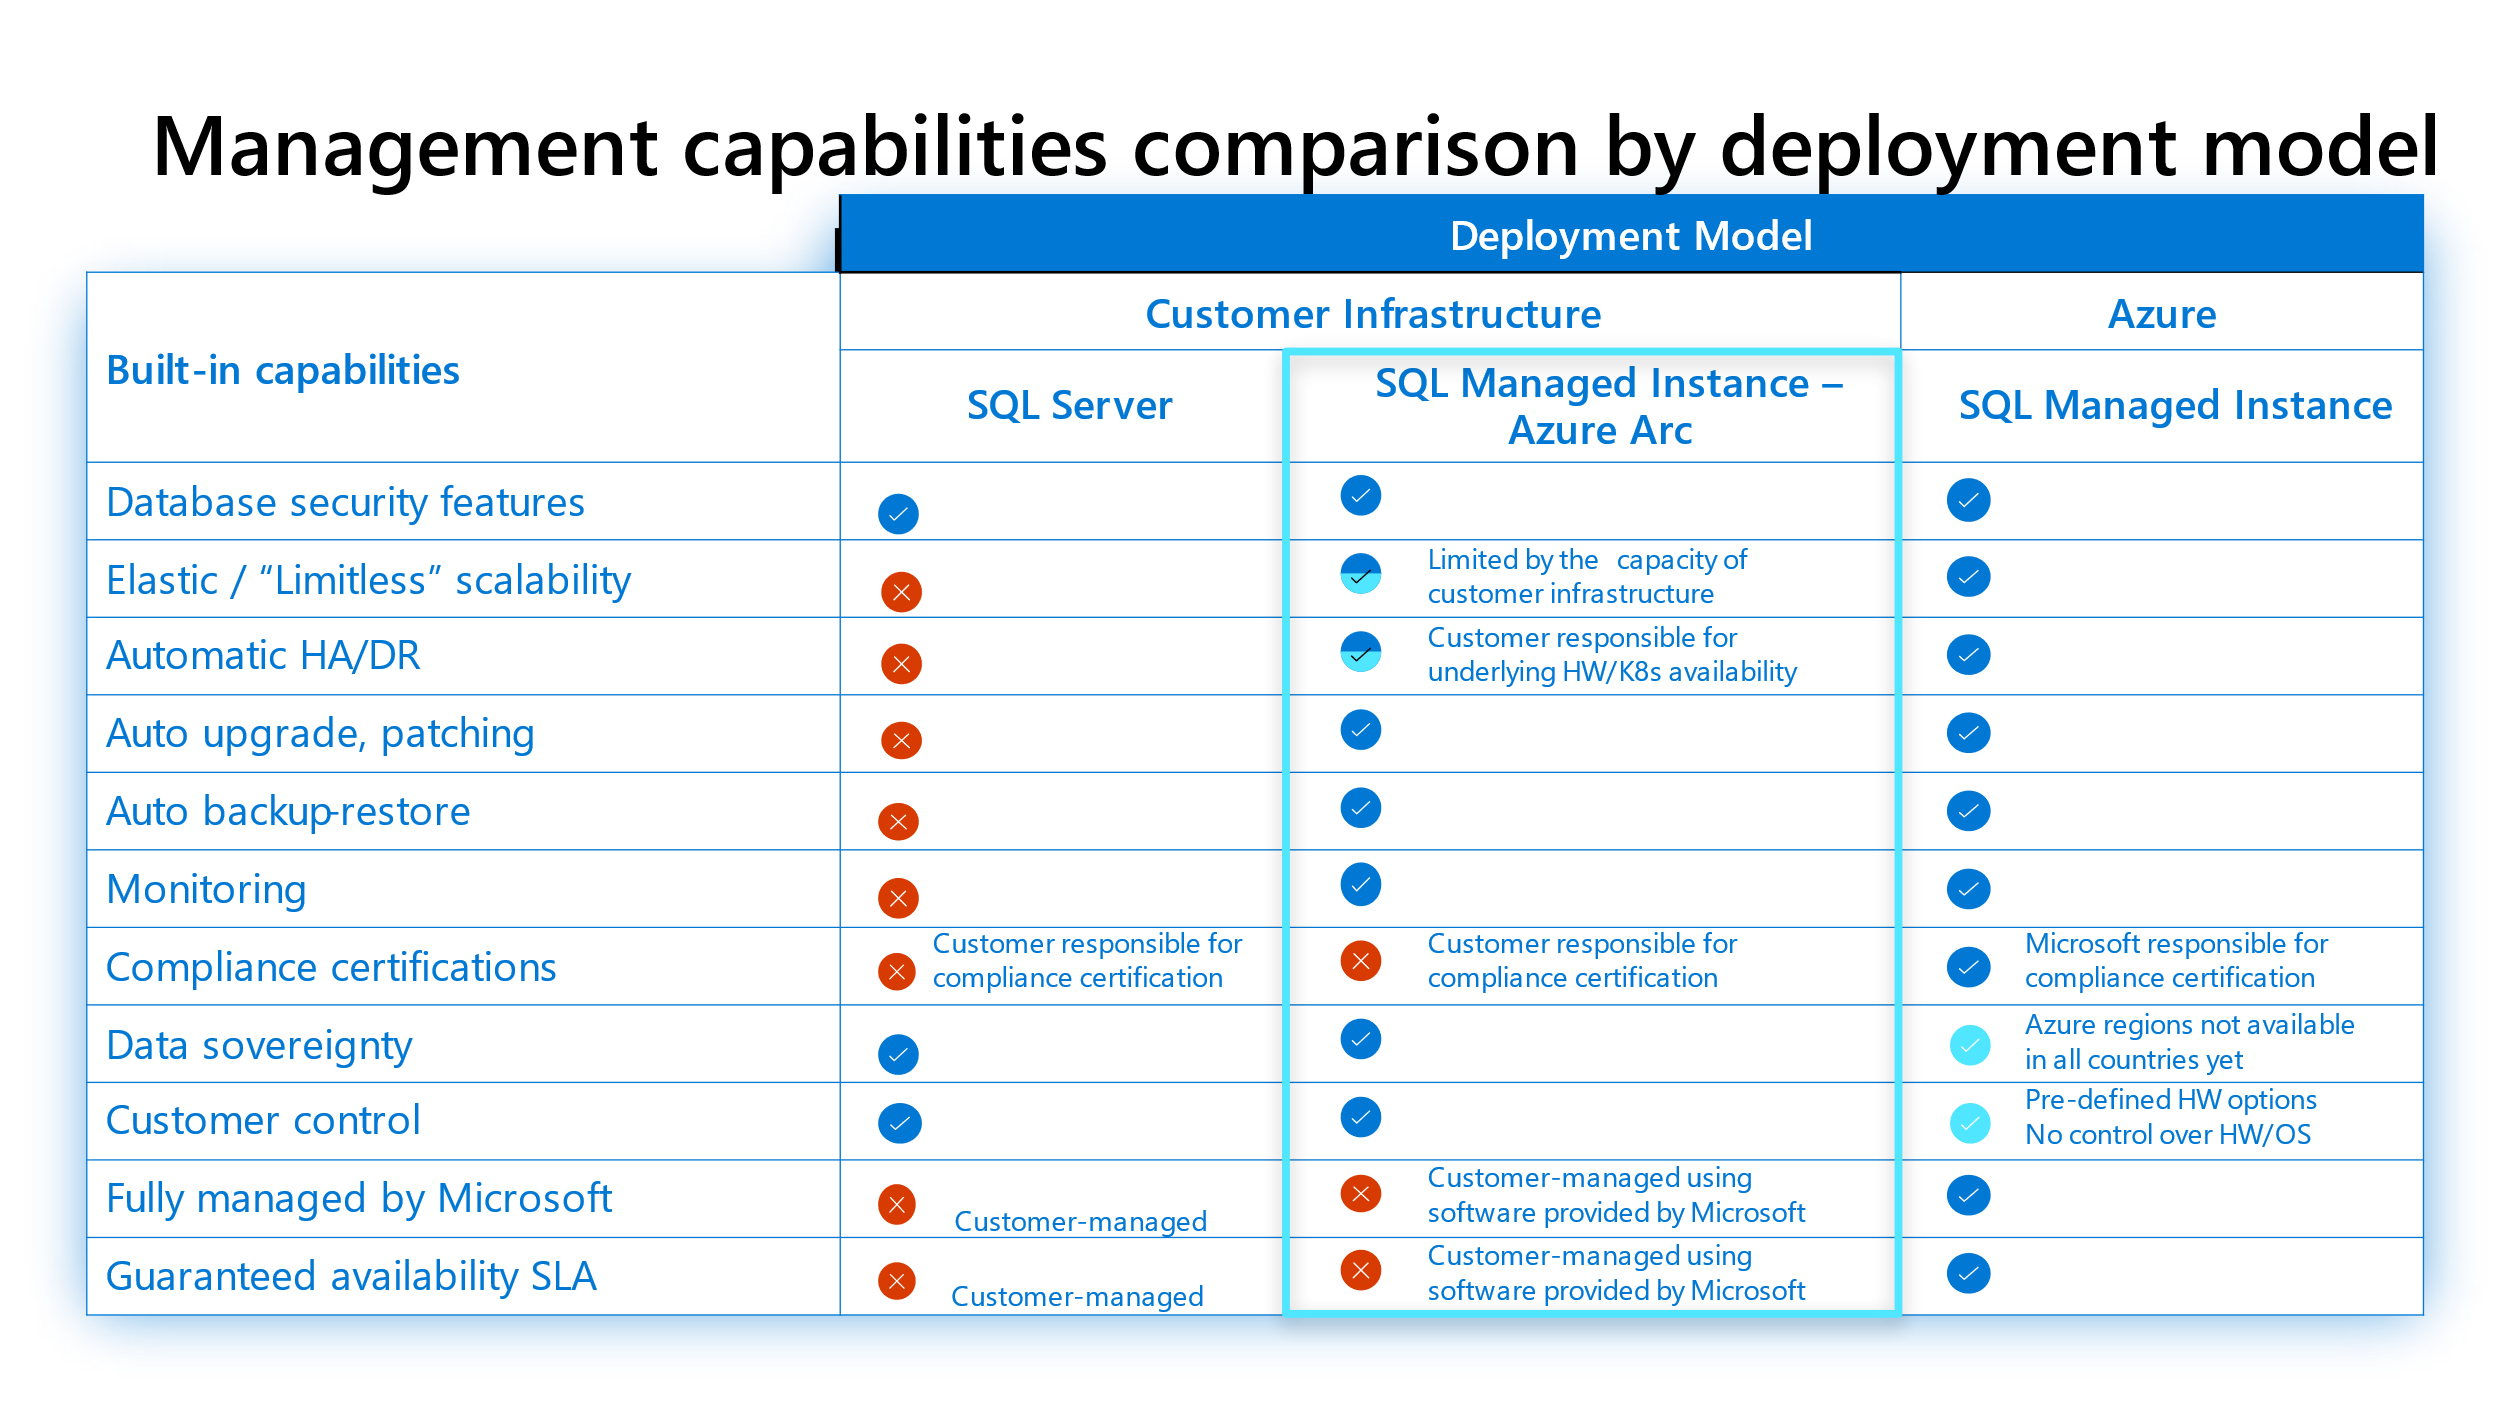 Management capabilities comparison by deployment model
Deployment Model
Built-in capabilities
Customer Infrastructure
Azure
SQL Server
SQL Managed Instance –
Azure Arc
SQL Managed Instance
Database security features
Elastic / “Limitless” scalability
Limited by the capacity of
customer infrastructure
Automatic HA/DR
Customer responsible for
underlying HW/K8s availability
Auto upgrade, patching
Auto backup-restore
Monitoring
Compliance certifications
Customer responsible for
compliance certification
Customer responsible for
compliance certification
Microsoft responsible for
compliance certification
Data sovereignty
Azure regions not available
in all countries yet
Customer control
Pre-defined HW options
No control over HW/OS
Fully managed by Microsoft
Customer-managed
Customer-managed using
software provided by Microsoft
Guaranteed availability SLA
Customer-managed
Customer-managed using
software provided by Microsoft